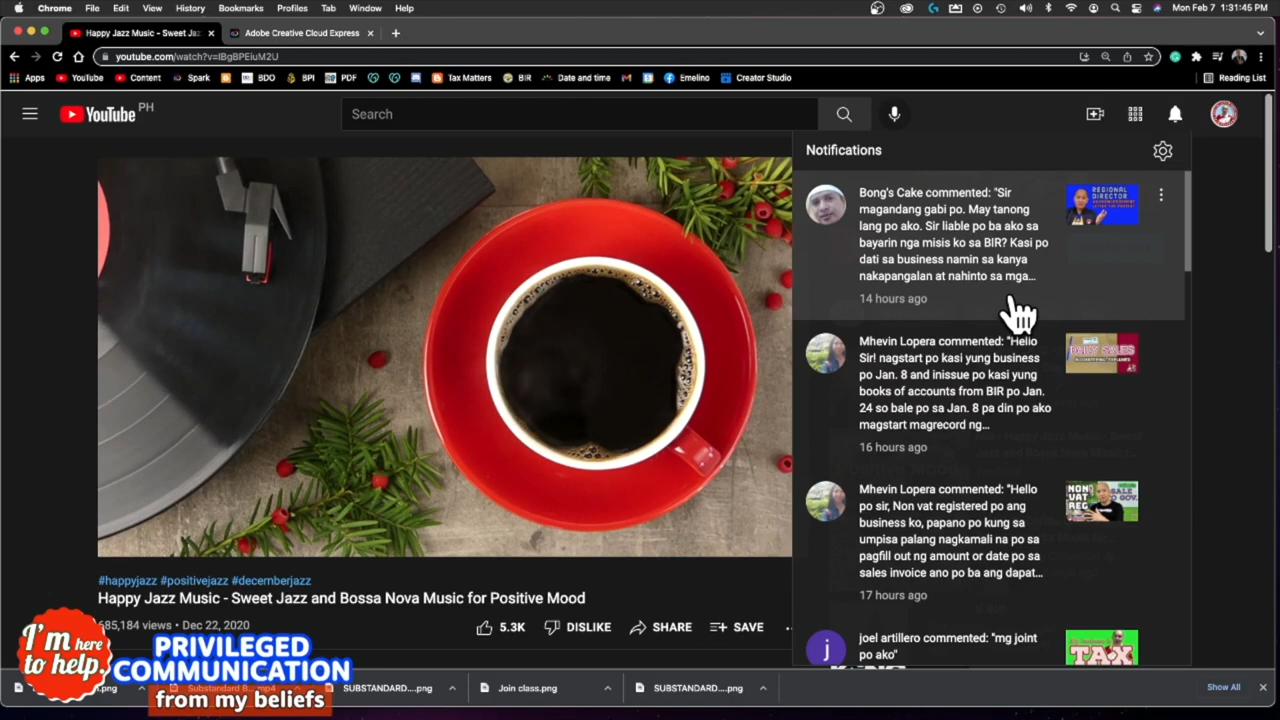 Chrome File Edit View History Bookmarks Profiles Tab Window Help
Mon Feb 7 1:31:45 PM
Happy Jazz Music - Sweet Jaz
Adobe Creative Cloud Express
youtube.com/watch?v=IBgBPEiuM2U
Apps YouTube Content Spark BDO BPI PDF Tax Matters BIR Date and time Emelino Creator Studio Reading List
YouTube PH
Search
Notifications
Bong's Cake commented: "Sir
magandang gabi po. May tanong
lang po ako. Sir liable po ba ako sa
bayarin nga misis ko sa BIR? Kasi po
dati sa business namin sa kanya
nakapangalan at nahinto sa mga...
14 hours ago
REGIONAL
DIRECTOR
Mhevin Lopera commented: "Hello
Sir! nagstart po kasi yung business
po Jan. 8 and inissue po kasi yung
books of accounts from BIR po Jan.
24 so bale po sa Jan. 8 pa din po ako
magstart magrecord ng...
16 hours ago
DAILY SALES
Mhevin Lopera commented: "Hello
po sir, Non vat registered po ang
business ko, papano po kung sa
umpisa palang nagkamali na po sa
pagfill out ng amount or date po sa
sales invoice ano po ba ang dapat...
17 hours ago
NON
VAT
REG
SALE
TO GOV.
joel artillero commented: "mg joint
po ako"
j
TAX
#happyjazz #positivejazz #decemberjazz
Happy Jazz Music - Sweet Jazz and Bossa Nova Music for Positive Mood
685,184 views • Dec 22, 2020
5.3K DISLIKE SHARE SAVE
I'm here
to help.
PRIVILEGED
COMMUNICATION
from my beliefs
Substandard B...mp4
SUBSTANDARD....png
Join class.png
SUBSTANDARD....png
Show All